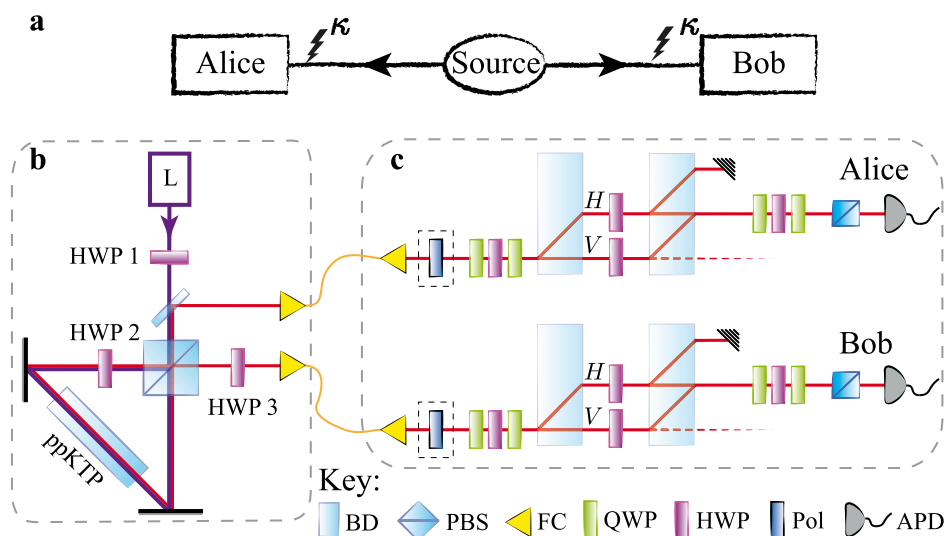 a
Alice
κ
Source
κ
Bob
b
L
HWP 1
HWP 2
HWP 3
ppKTP
c
H
V
Alice
H
V
Bob
Key:
BD
PBS
FC
QWP
HWP
Pol
APD